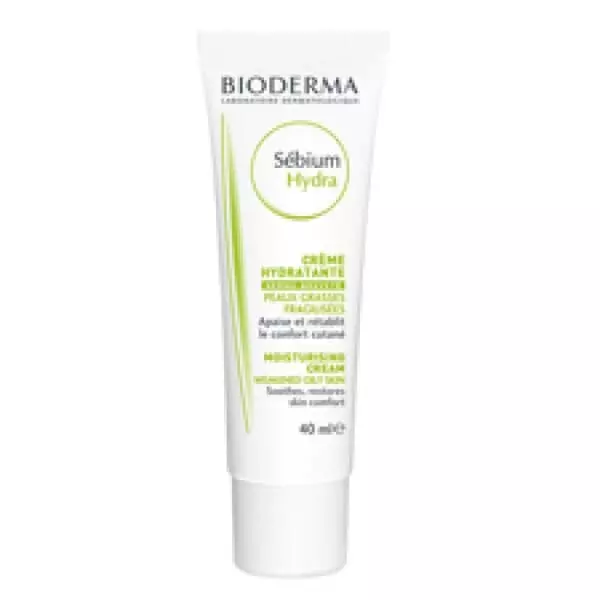 BIODERMA
LABORATOIRE DERMATOLOGIQUE
Sébium
Hydra
CRÈME
HYDRATANTE
PEAUX GRASSES
FRAGILISÉES
Apaise et rétablit
le confort cutané
MOISTURISING
CREAM
WEAKENED OILY SKIN
Soothes, restores
skin comfort
40 ml℮